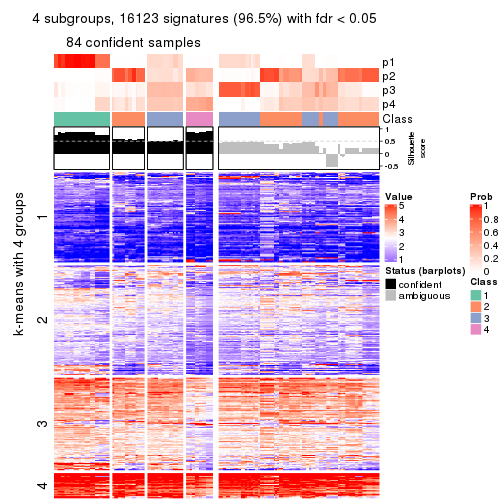 4 subgroups, 16123 signatures (96.5%) with fdr < 0.05
84 confident samples
p1
p2
p3
p4
Class
1
0.5
0
-0.5
Silhouette
score
k-means with 4 groups
1
2
3
4
Value
5
4
3
2
1
Prob
1
0.8
0.6
0.4
0.2
0
Status (barplots)
confident
ambiguous
Class
1
2
3
4